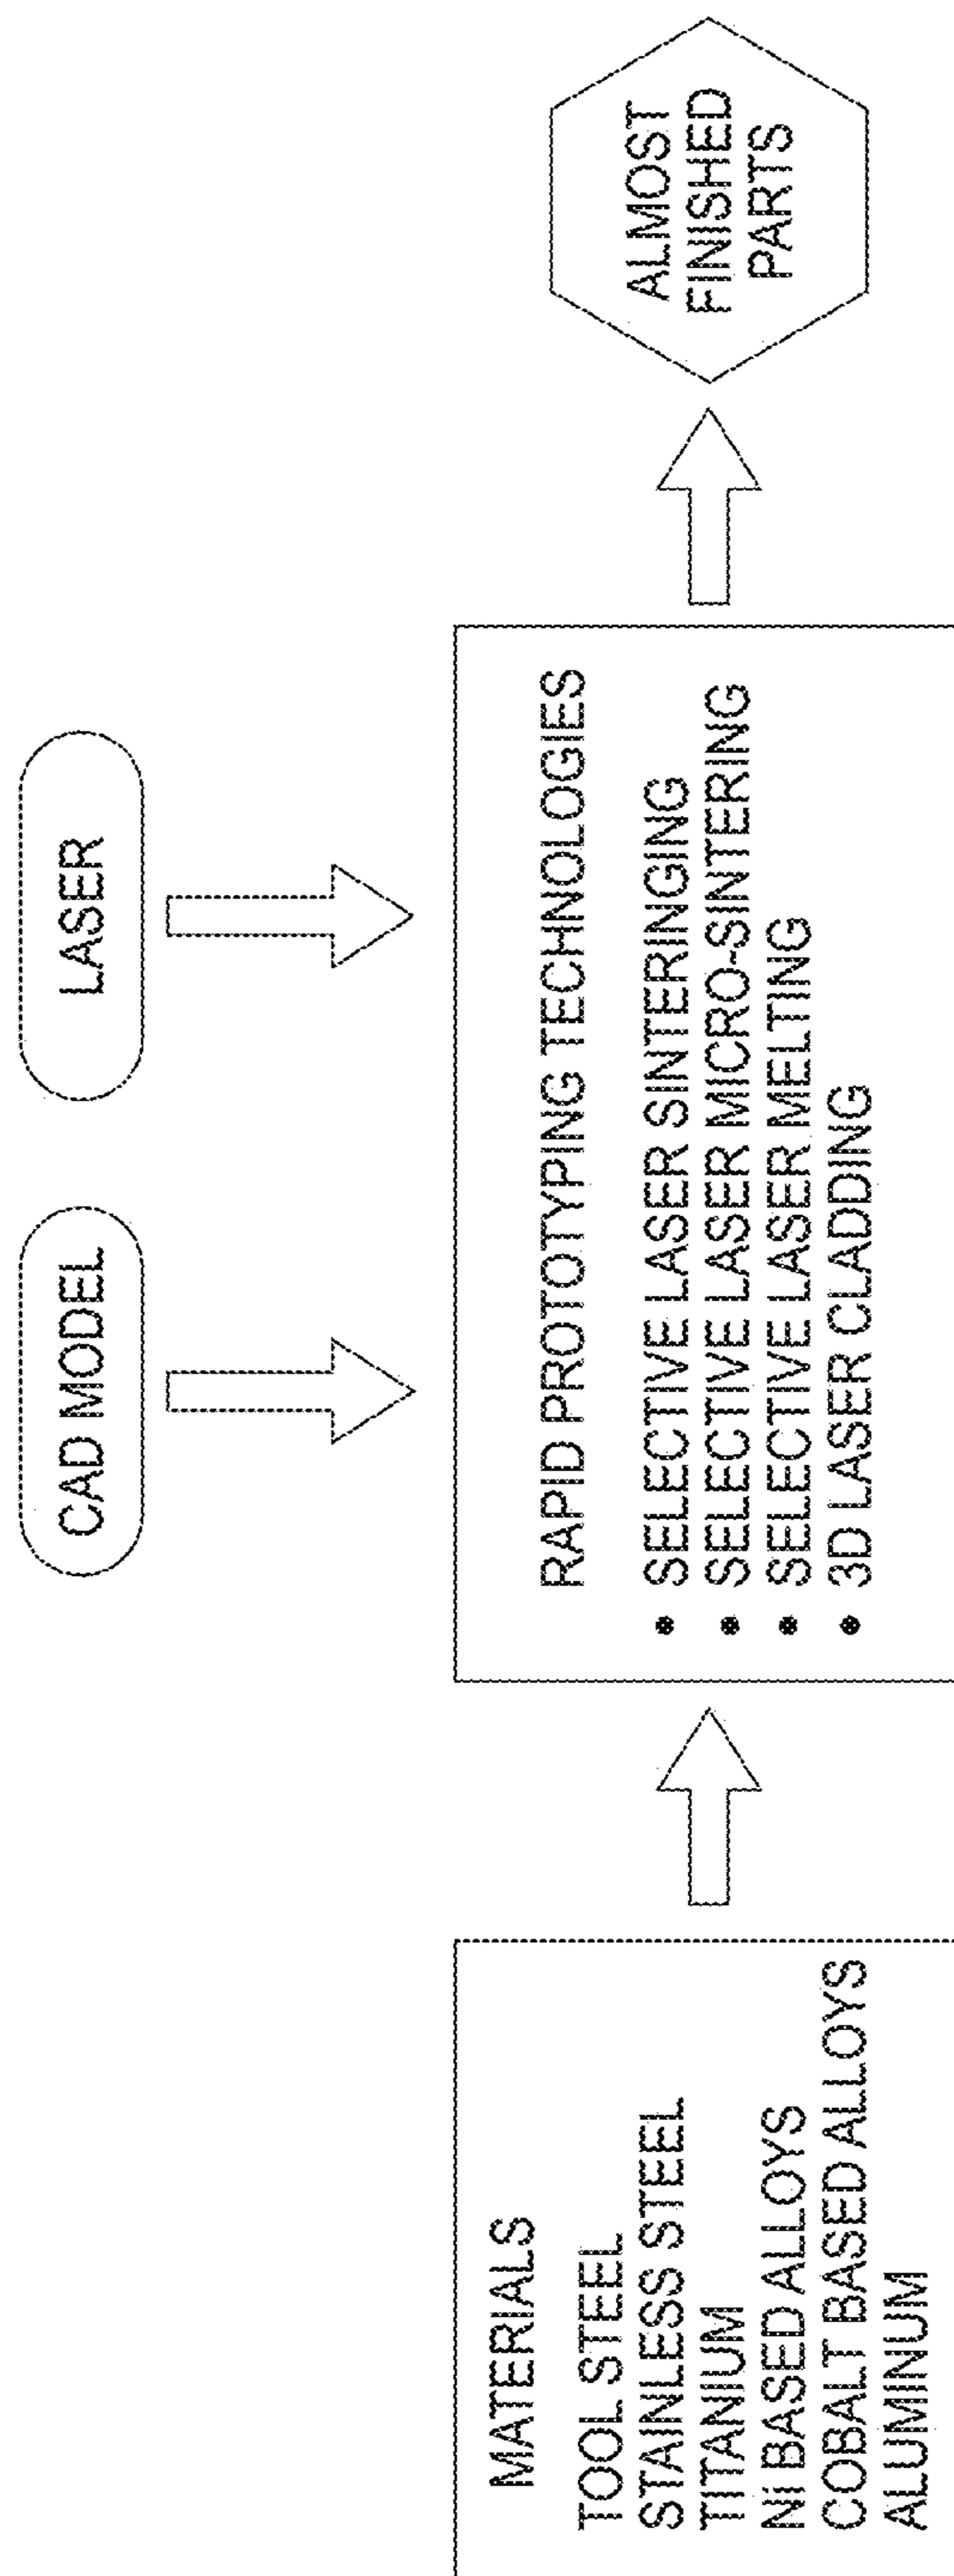 CAD MODEL
LASER
MATERIALS
TOOL STEEL
STAINLESS STEEL
TITANIUM
Ni BASED ALLOYS
COBALT BASED ALLOYS
ALUMINUM
RAPID PROTOTYPING TECHNOLOGIES
• SELECTIVE LASER SINTERINGING
• SELECTIVE LASER MICRO-SINTERING
• SELECTIVE LASER MELTING
• 3D LASER CLADDING
ALMOST
FINISHED
PARTS